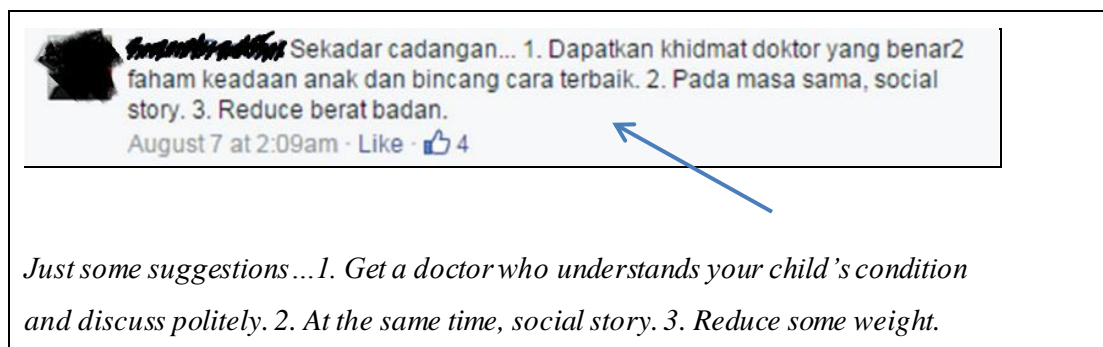 Sekadar cadangan... 1. Dapatkan khidmat doktor yang benar2
faham keadaan anak dan bincang cara terbaik. 2. Pada masa sama, social
story. 3. Reduce berat badan.
August 7 at 2:09am · Like · 4
Just some suggestions…1. Get a doctor who understands your child’s condition
and discuss politely. 2. At the same time, social story. 3. Reduce some weight.